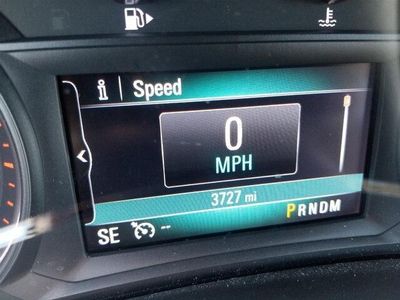 i Speed
0
MPH
3727 mi
PRNDM
SE --